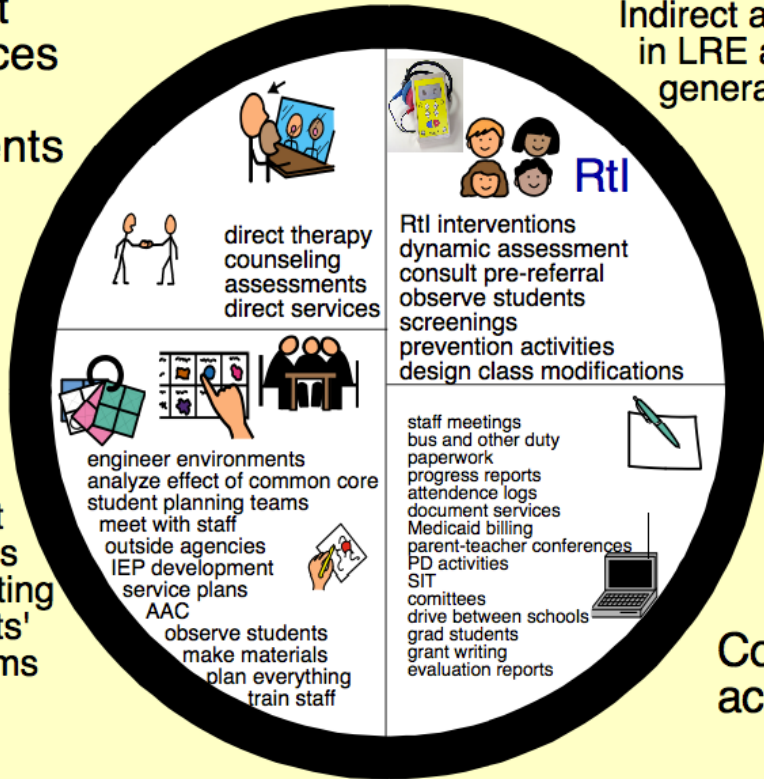 t
ces
nts
direct therapy
counseling
assessments
direct services
Indirect a
in LRE a
genera
RtI
RtI interventions
dynamic assessment
consult pre-referral
observe students
screenings
prevention activities
design class modifications
engineer environments
analyze effect of common core
student planning teams
meet with staff
outside agencies
IEP development
service plans
AAC
observe students
make materials
plan everything
train staff
t
s
ting
ts'
ms
staff meetings
bus and other duty
paperwork
progress reports
attendence logs
document services
Medicaid billing
parent-teacher conferences
PD activities
SIT
comittees
drive between schools
grad students
grant writing
evaluation reports
Co
ac